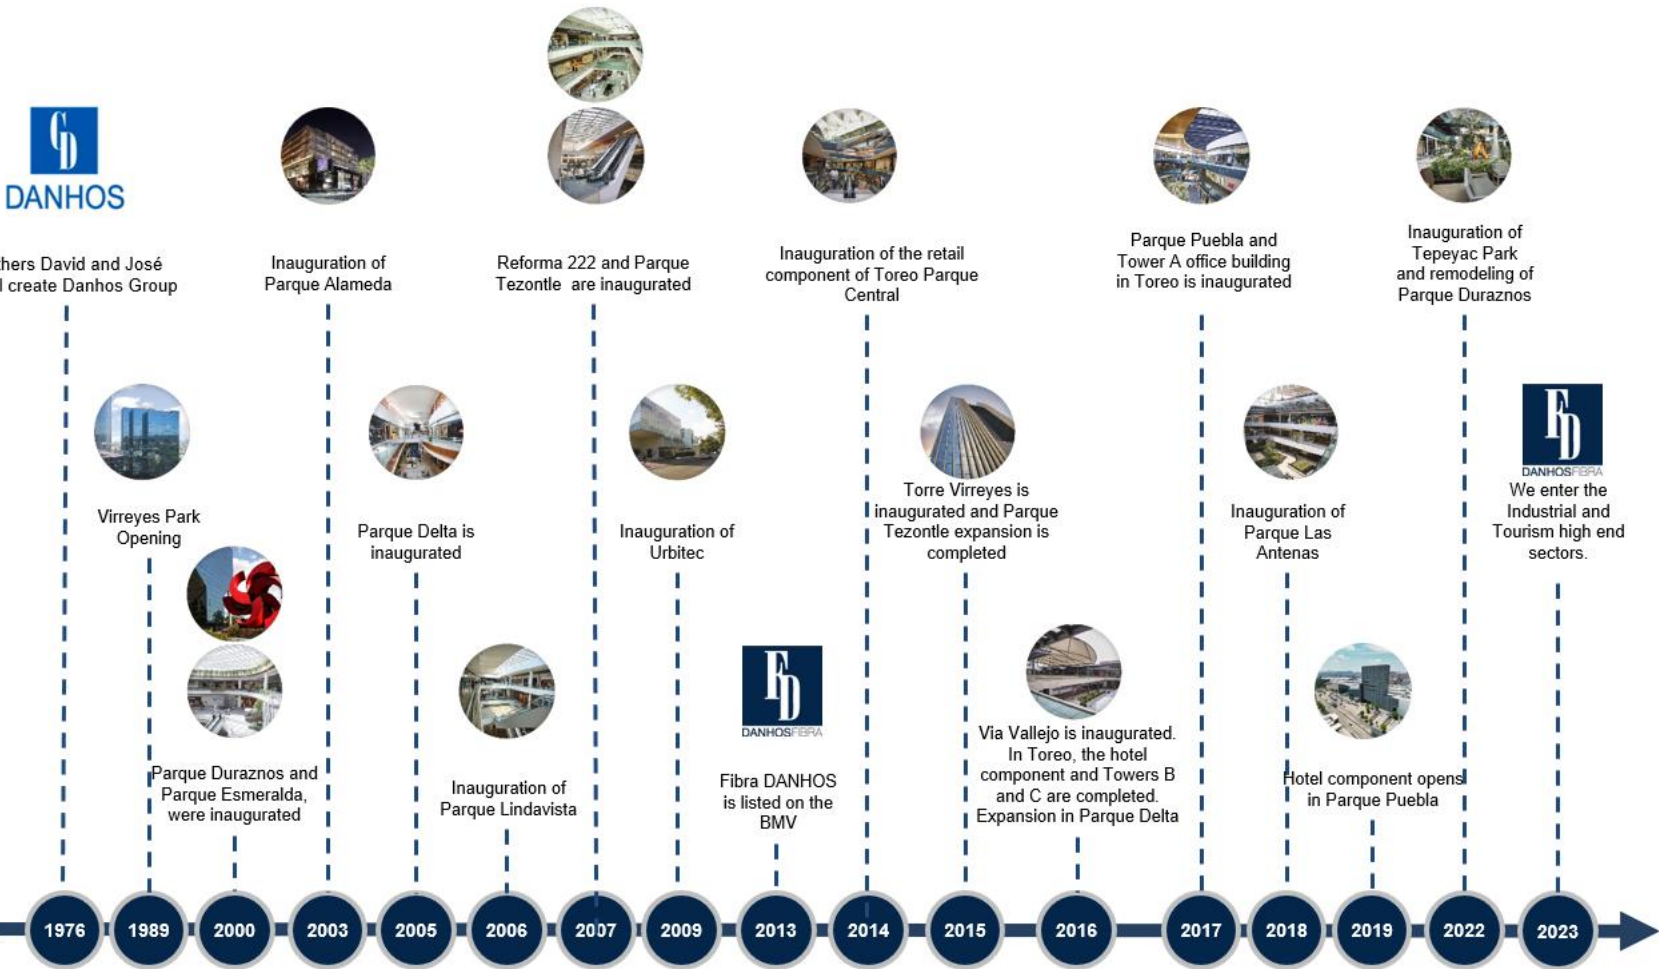 DANHOS
hers David and José
create Danhos Group
Inauguration of
Parque Alameda
Reforma 222 and Parque
Tezontle are inaugurated
Inauguration of the retail
component of Toreo Parque
Central
Parque Puebla and
Tower A office building
in Toreo is inaugurated
Inauguration of
Tepeyac Park
and remodeling of
Parque Duraznos
Virreyes Park
Opening
Parque Delta is
inaugurated
Inauguration of
Urbitec
Torre Virreyes is
inaugurated and Parque
Tezontle expansion is
completed
Inauguration of
Parque Las
Antenas
DANHOSFIBRA
We enter the
Industrial and
Tourism high end
sectors.
Parque Duraznos and
Parque Esmeralda,
were inaugurated
Inauguration of
Parque Lindavista
DANHOSFIBRA
Fibra DANHOS
is listed on the
BMV
Via Vallejo is inaugurated.
In Toreo, the hotel
component and Towers B
and C are completed.
Expansion in Parque Delta
Hotel component opens
in Parque Puebla
1976 1989 2000 2003 2005 2006 2007 2009 2013 2014 2015 2016 2017 2018 2019 2022 2023